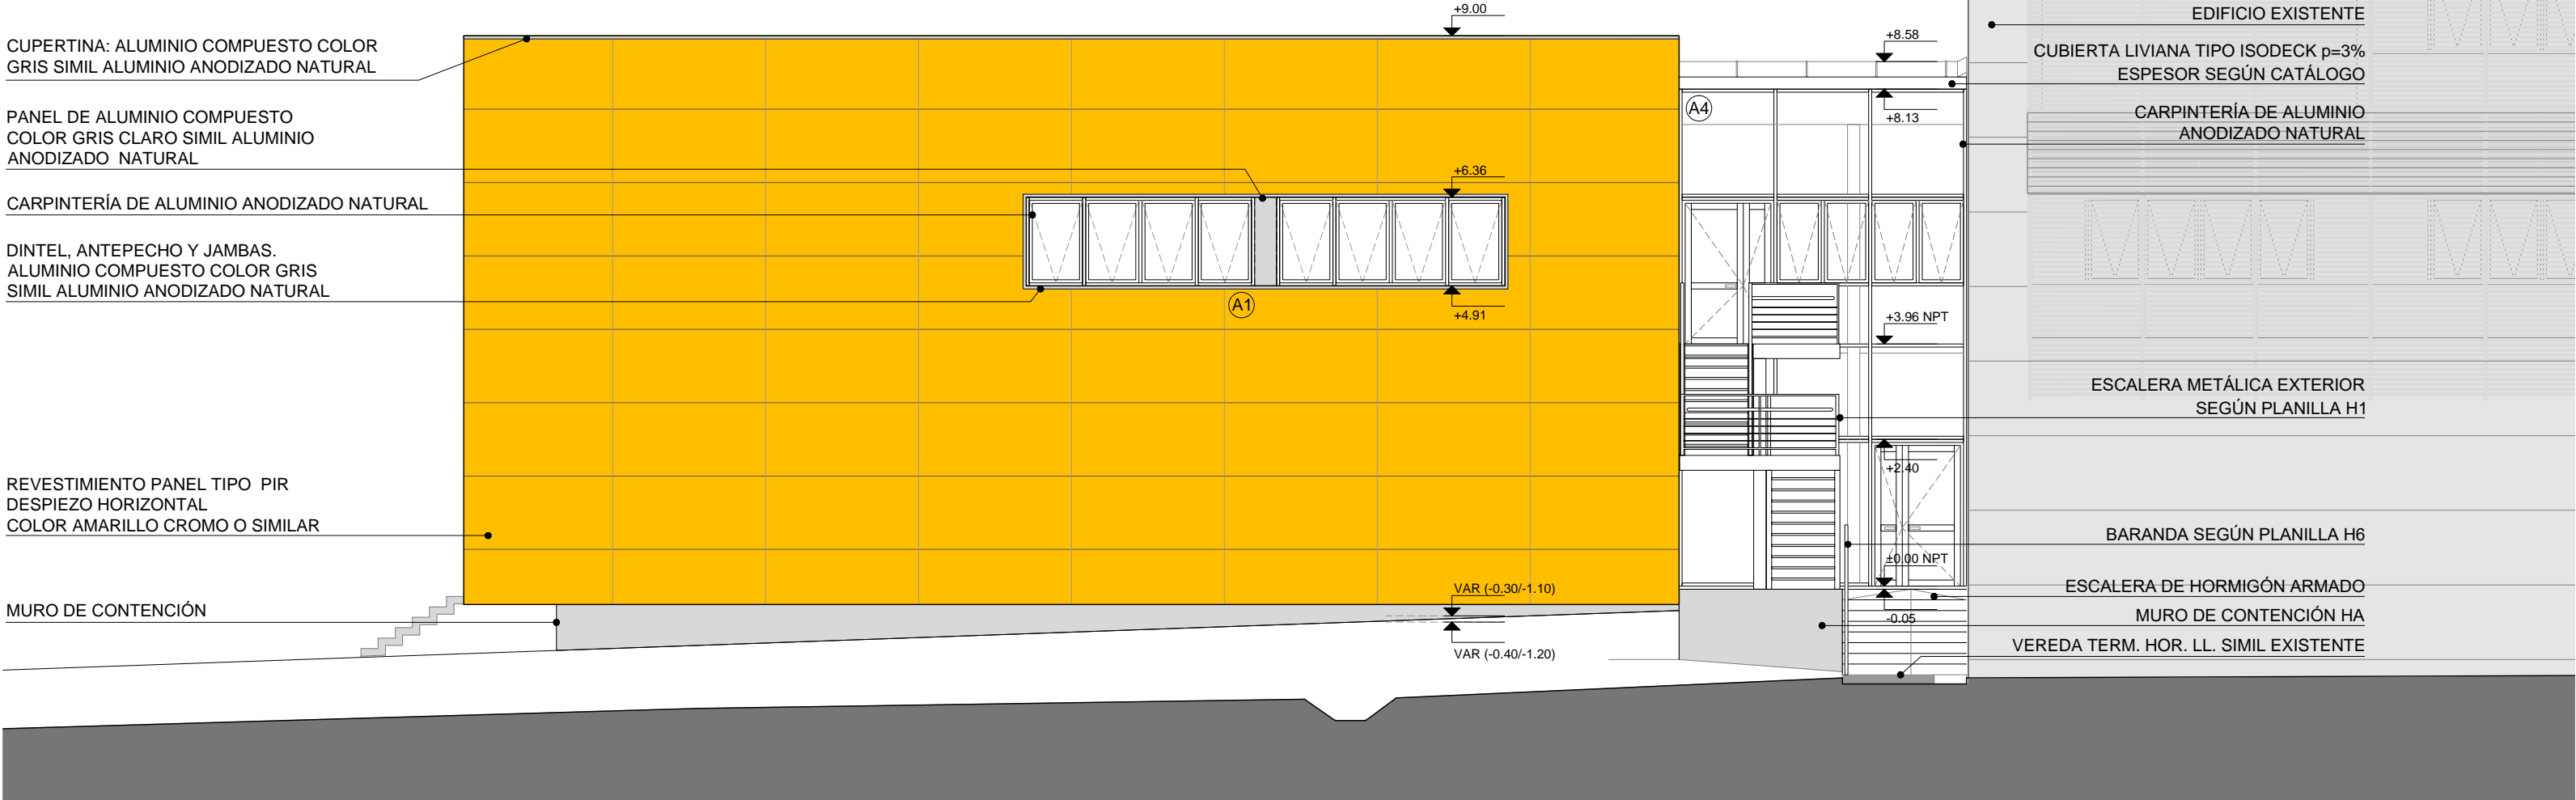 CUPERTINA: ALUMINIO COMPUESTO COLOR
GRIS SIMIL ALUMINIO ANODIZADO NATURAL
PANEL DE ALUMINIO COMPUESTO
COLOR GRIS CLARO SIMIL ALUMINIO
ANODIZADO NATURAL
CARPINTERÍA DE ALUMINIO ANODIZADO NATURAL
DINTEL, ANTEPECHO Y JAMBAS.
ALUMINIO COMPUESTO COLOR GRIS
SIMIL ALUMINIO ANODIZADO NATURAL
REVESTIMIENTO PANEL TIPO PIR
DESPIEZO HORIZONTAL
COLOR AMARILLO CROMO O SIMILAR
MURO DE CONTENCIÓN
+9.00
+6.36
A1
+4.91
VAR (-0.30/-1.10)
VAR (-0.40/-1.20)
A4
+8.58
+8.13
+3.96 NPT
+2.40
±0.00 NPT
-0.05
EDIFICIO EXISTENTE
CUBIERTA LIVIANA TIPO ISODECK p=3%
ESPESOR SEGÚN CATÁLOGO
CARPINTERÍA DE ALUMINIO
ANODIZADO NATURAL
ESCALERA METÁLICA EXTERIOR
SEGÚN PLANILLA H1
BARANDA SEGÚN PLANILLA H6
ESCALERA DE HORMIGÓN ARMADO
MURO DE CONTENCIÓN HA
VEREDA TERM. HOR. LL. SIMIL EXISTENTE